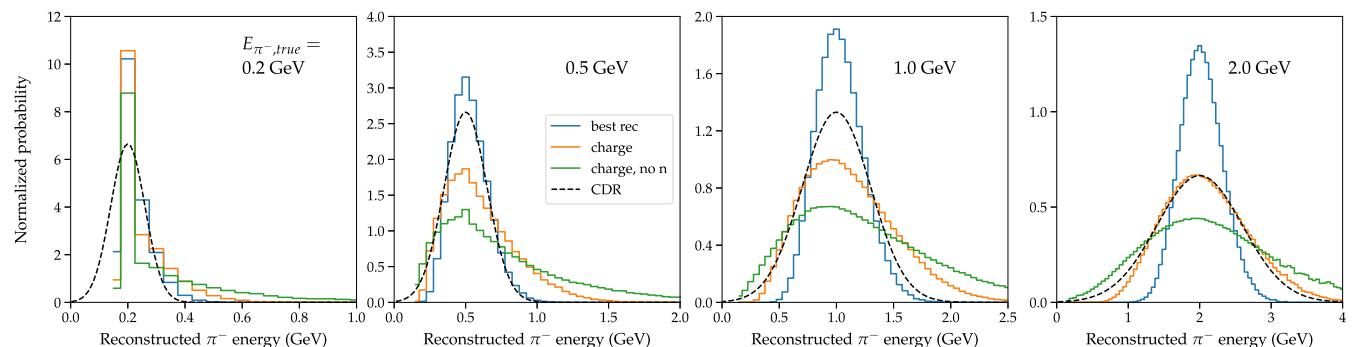 Normalized probability
12
10
8
6
4
2
0
0.0 0.2 0.4 0.6 0.8 1.0
Reconstructed π⁻ energy (GeV)
E_{π⁻,true} =
0.2 GeV
4.0
3.5
3.0
2.5
2.0
1.5
1.0
0.5
0.0
0.0 0.5 1.0 1.5 2.0
Reconstructed π⁻ energy (GeV)
0.5 GeV
best rec
charge
charge, no n
CDR
2.0
1.6
1.2
0.8
0.4
0.0
0.0 0.5 1.0 1.5 2.0 2.5
Reconstructed π⁻ energy (GeV)
1.0 GeV
1.5
1.0
0.5
0.0
0 1 2 3 4
Reconstructed π⁻ energy (GeV)
2.0 GeV